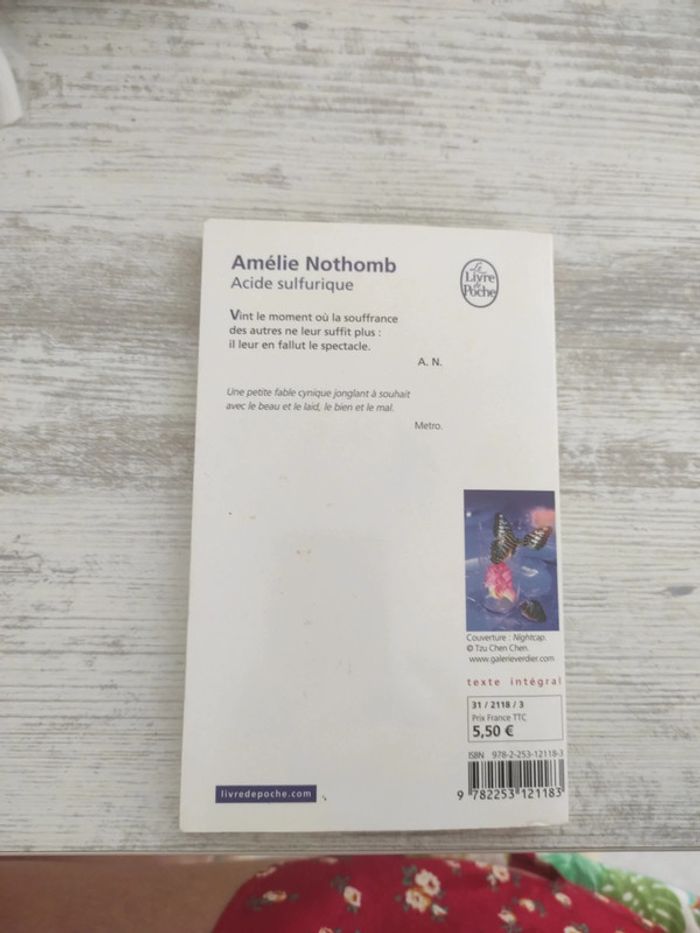 Amélie Nothomb
Acide sulfurique
Le
Livre
de
Poche
Vint le moment où la souffrance
des autres ne leur suffit plus :
il leur en fallut le spectacle.
A. N.
Une petite fable cynique jonglant à souhait
avec le beau et le laid, le bien et le mal.
Metro.
Couverture : Nightcap.
© Tzu Chen Chen.
www.galerieverdier.com
texte intégral
31 / 2118 / 3
Prix France TTC
5,50 €
ISBN 978-2-253-12118-3
9 782253 121183
livredepoche.com